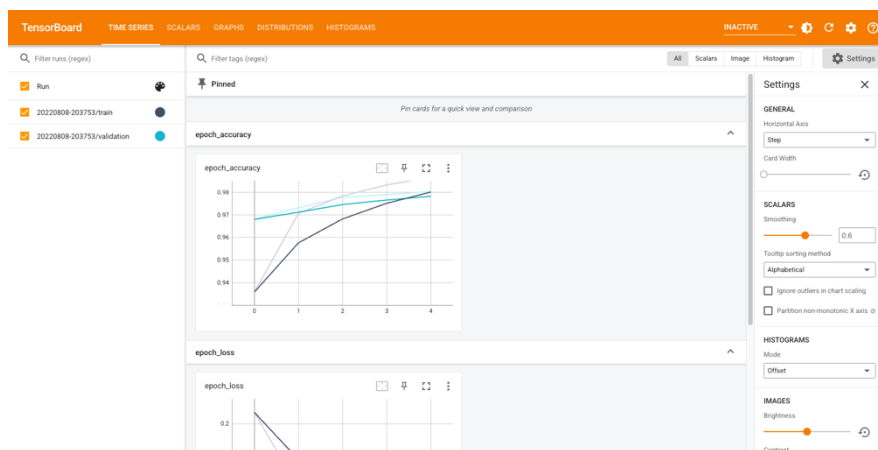 TensorBoard TIME SERIES SCALARS GRAPHS DISTRIBUTIONS HISTOGRAMS INACTIVE
Filter runs (regex)
Run
20220808-203753/train
20220808-203753/validation
Filter tags (regex)
All Scalars Image Histogram Settings
Pinned
Pin cards for a quick view and comparison
epoch_accuracy
epoch_accuracy
0.98
0.97
0.96
0.95
0.94
0 1 2 3 4
epoch_loss
epoch_loss
0.2
Settings
GENERAL
Horizontal Axis
Step
Card Width
SCALARS
Smoothing
0.6
Tooltip sorting method
Alphabetical
Ignore outliers in chart scaling
Partition non-monotonic X axis
HISTOGRAMS
Mode
Offset
IMAGES
Brightness
Contrast